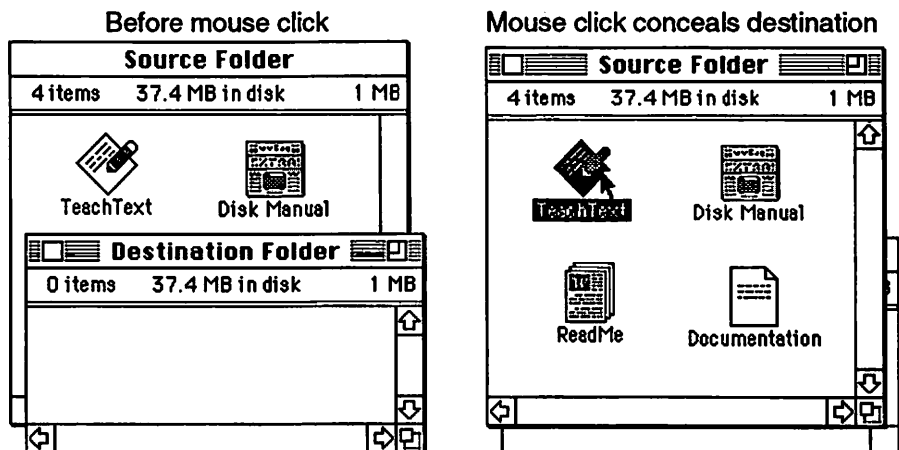 Before mouse click
Source Folder
4 items 37.4 MB in disk 1 MB
TeachText Disk Manual
Destination Folder
0 items 37.4 MB in disk 1 MB
Mouse click conceals destination
Source Folder
4 items 37.4 MB in disk 1 MB
TeachText Disk Manual
ReadMe Documentation